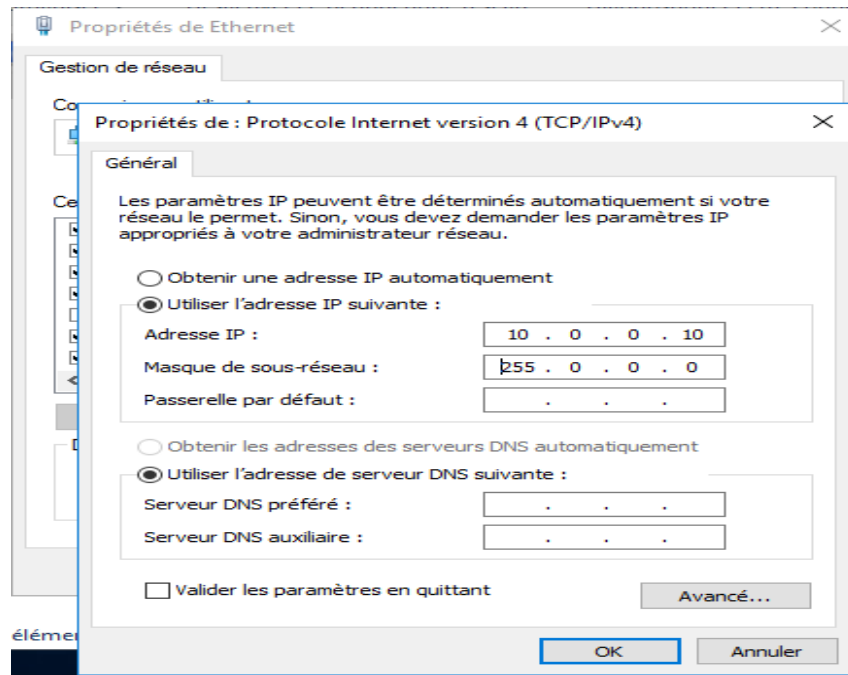 Propriétés de Ethernet
Gestion de réseau
Propriétés de : Protocole Internet version 4 (TCP/IPv4)
Général
Les paramètres IP peuvent être déterminés automatiquement si votre
réseau le permet. Sinon, vous devez demander les paramètres IP
appropriés à votre administrateur réseau.
Obtenir une adresse IP automatiquement
Utiliser l'adresse IP suivante :
Adresse IP : 10 . 0 . 0 . 10
Masque de sous-réseau : 255 . 0 . 0 . 0
Passerelle par défaut : . . .
Obtenir les adresses des serveurs DNS automatiquement
Utiliser l'adresse de serveur DNS suivante :
Serveur DNS préféré : . . .
Serveur DNS auxiliaire : . . .
Valider les paramètres en quittant
Avancé...
OK Annuler